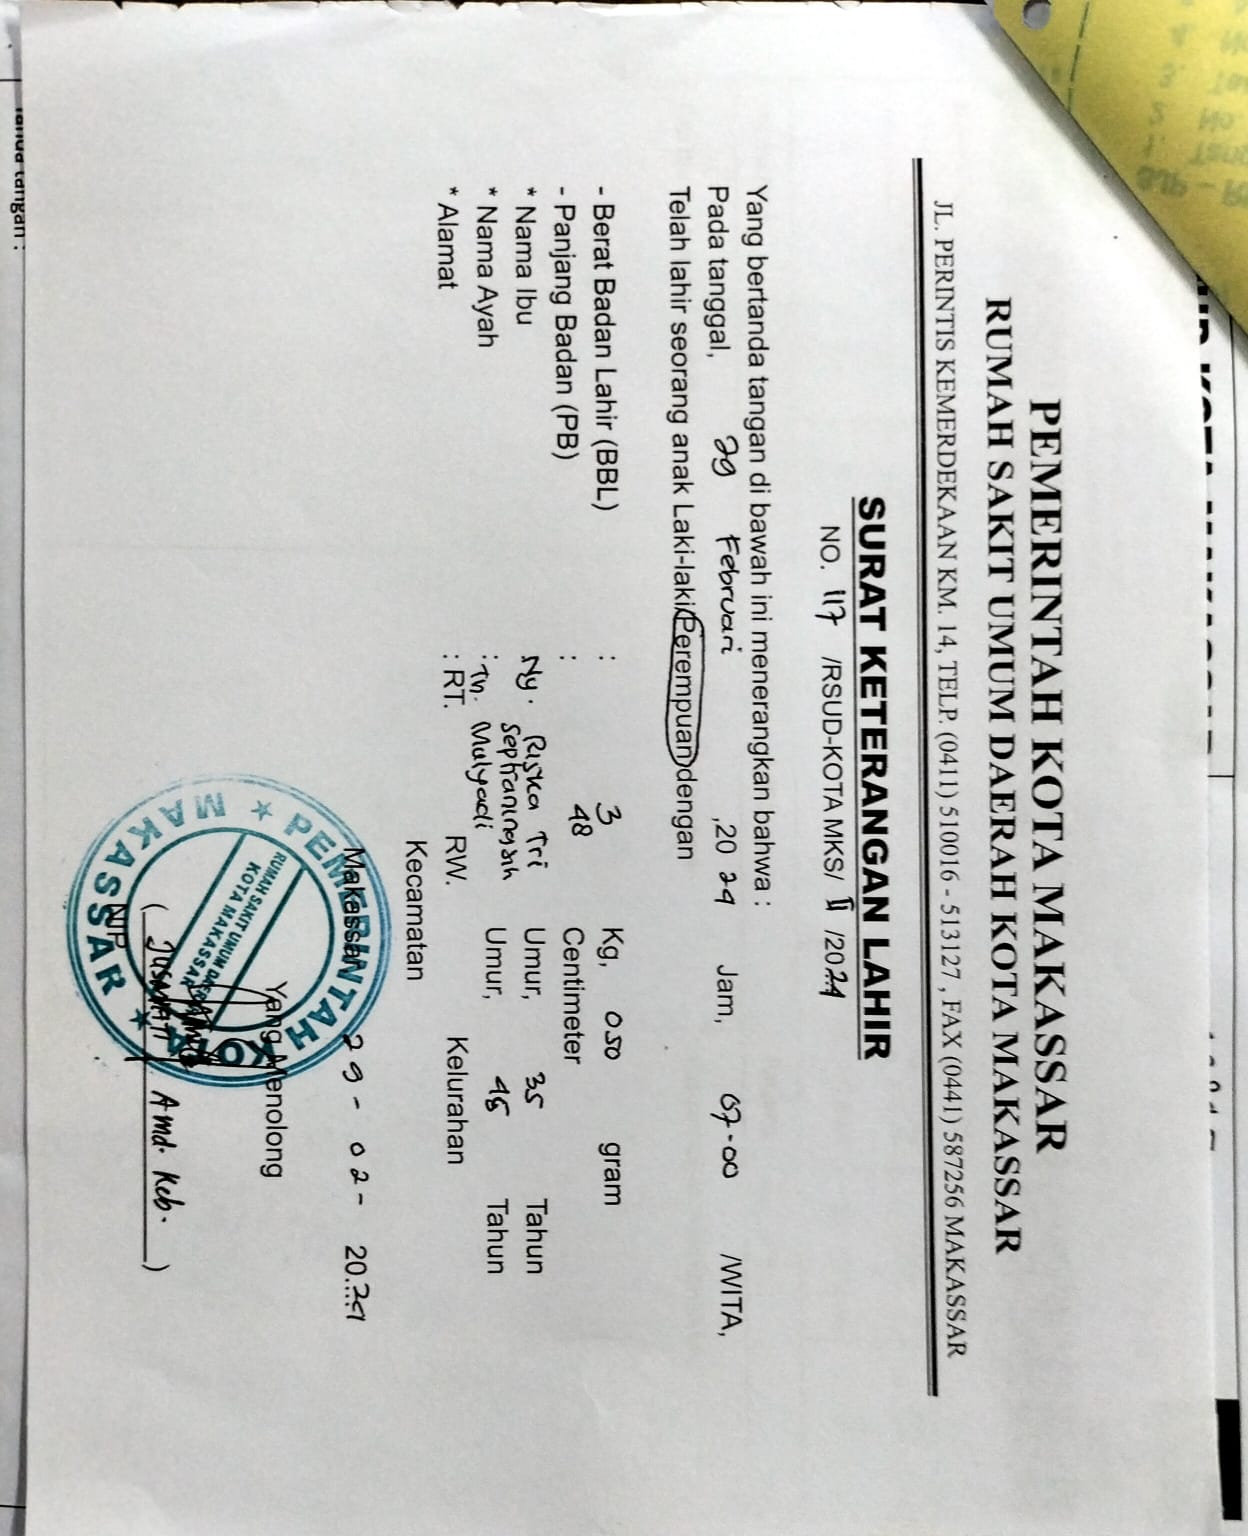 PEMERINTAH KOTA MAKASSAR
RUMAH SAKIT UMUM DAERAH KOTA MAKASSAR
JL. PERINTIS KEMERDEKAAN KM. 14, TELP. (0411) 510016 - 513127 , FAX (0441) 587256 MAKASSAR
SURAT KETERANGAN LAHIR
NO. 117 /RSUD-KOTA MKS/ II /2024
Yang bertanda tangan di bawah ini menerangkan bahwa :
Pada tanggal, 29 Februari ,20 24 Jam, 07-00 /WITA,
Telah lahir seorang anak Laki-laki/Perempuan dengan
- Berat Badan Lahir (BBL) : 3 Kg, 050 gram
- Panjang Badan (PB) : 48 Centimeter
* Nama Ibu Ny. Riska Tri Umur, 35 Tahun
Septianingsih
* Nama Ayah : Tn. Mulyadi Umur, 45 Tahun
* Alamat : RT. RW. Kelurahan
Kecamatan
Makassar 29 - 02 - 20.24
Yang Menolong
( JUSMIATI Amd. Keb. )
NIP
PEMERINTAH KOTA
RUMAH SAKIT UMUM DAERAH
KOTA MAKASSAR
★ MAKASSAR ★
Tanda tangan :